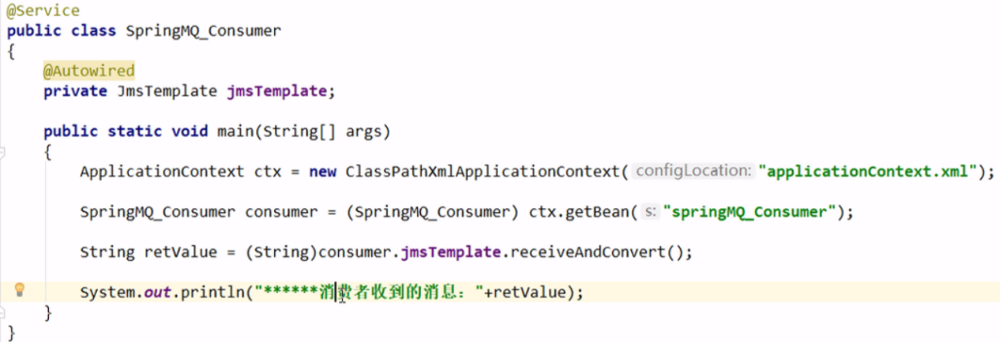 @Service
public class SpringMQ_Consumer
{
    @Autowired
    private JmsTemplate jmsTemplate;
    public static void main(String[] args)
    {
        ApplicationContext ctx = new ClassPathXmlApplicationContext( configLocation: "applicationContext.xml");
        SpringMQ_Consumer consumer = (SpringMQ_Consumer) ctx.getBean( s: "springMQ_Consumer");
        String retValue = (String)consumer.jmsTemplate.receiveAndConvert();
        System.out.println("******消费者收到的消息："+retValue);
    }
}